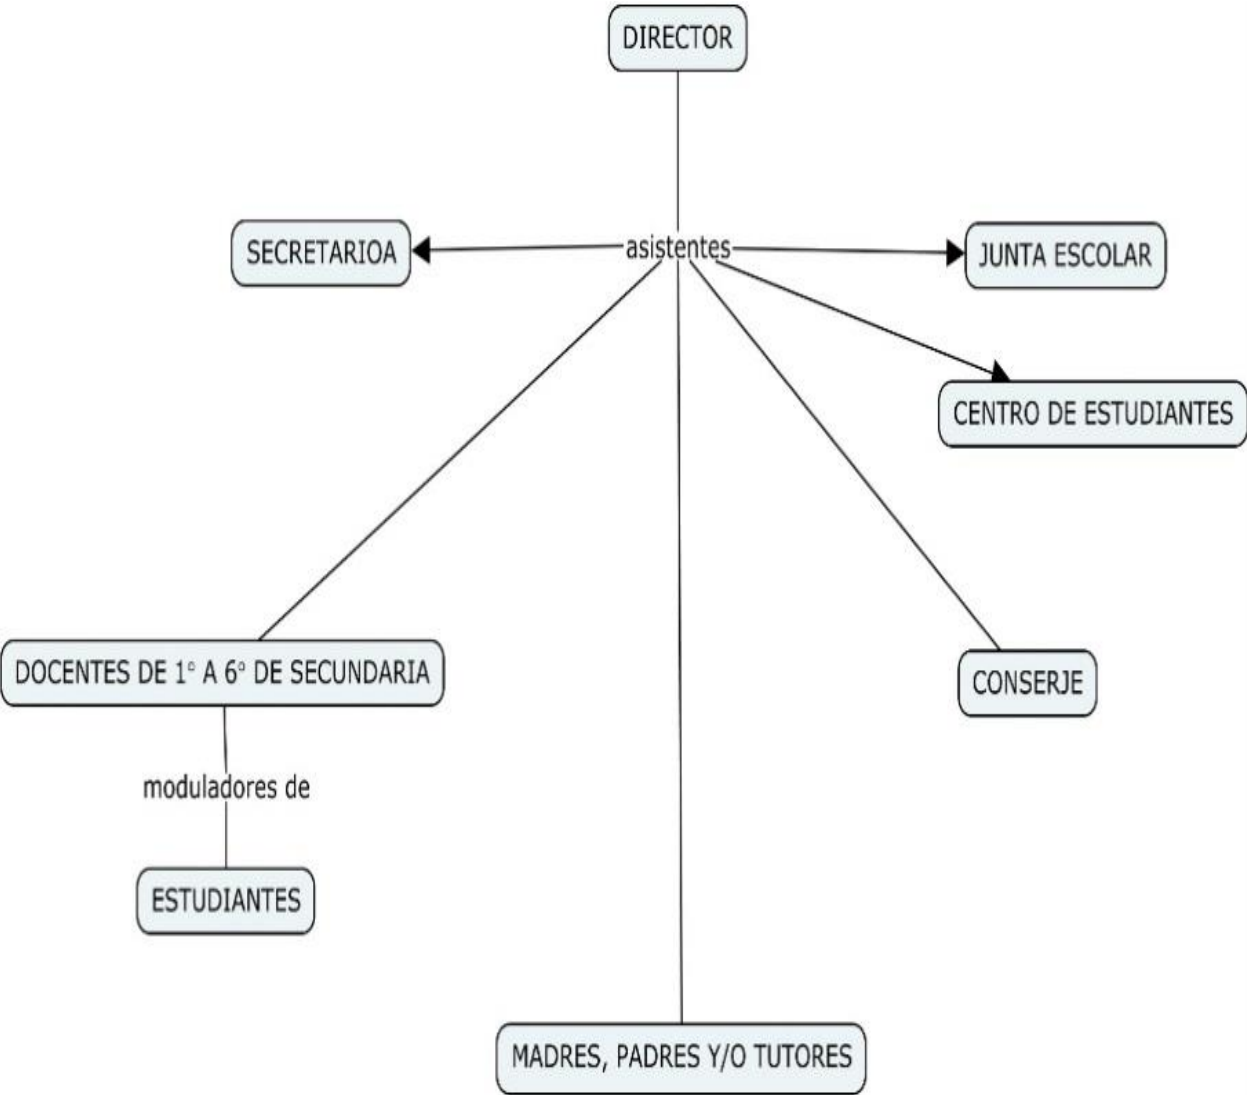 DIRECTOR
SECRETARIOA
asistentes
JUNTA ESCOLAR
CENTRO DE ESTUDIANTES
DOCENTES DE 1° A 6° DE SECUNDARIA
CONSERJE
moduladores de
ESTUDIANTES
MADRES, PADRES Y/O TUTORES